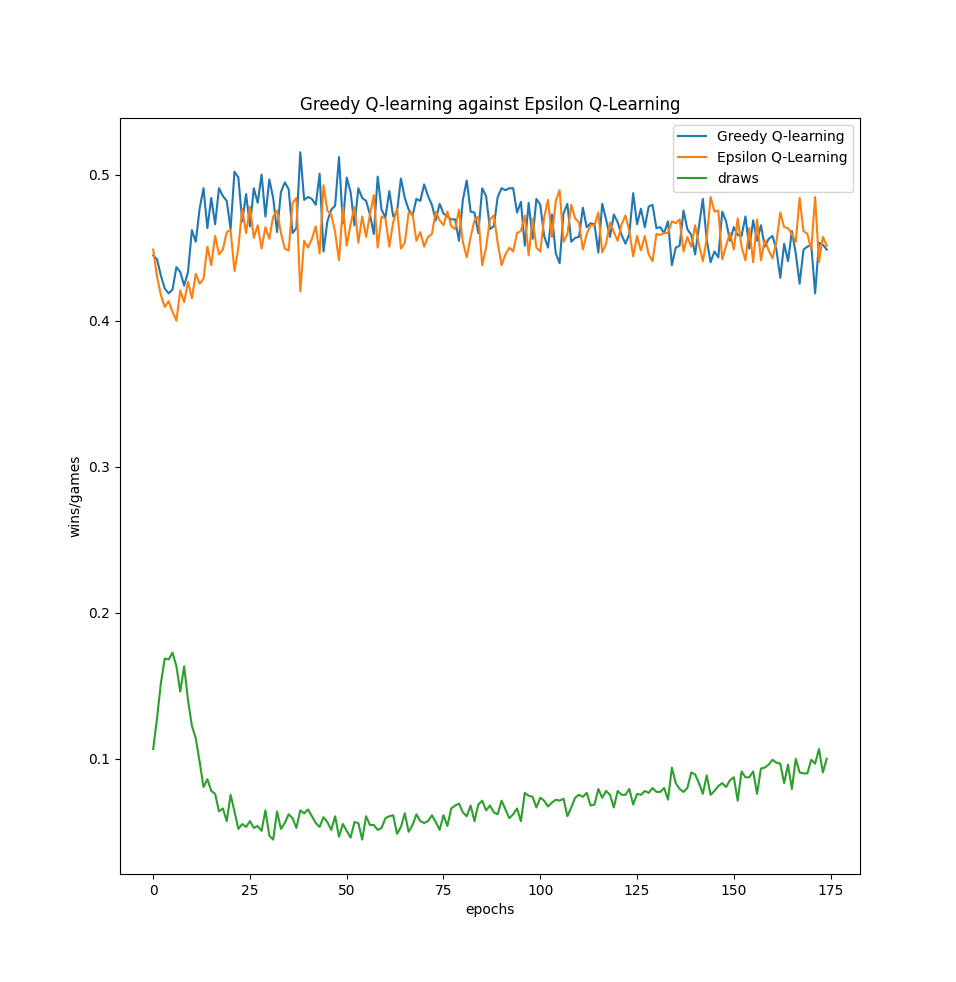 Greedy Q-learning against Epsilon Q-Learning
Greedy Q-learning
Epsilon Q-Learning
draws
0.5
0.4
0.3
0.2
0.1
wins/games
0
25
50
75
100
125
150
175
epochs